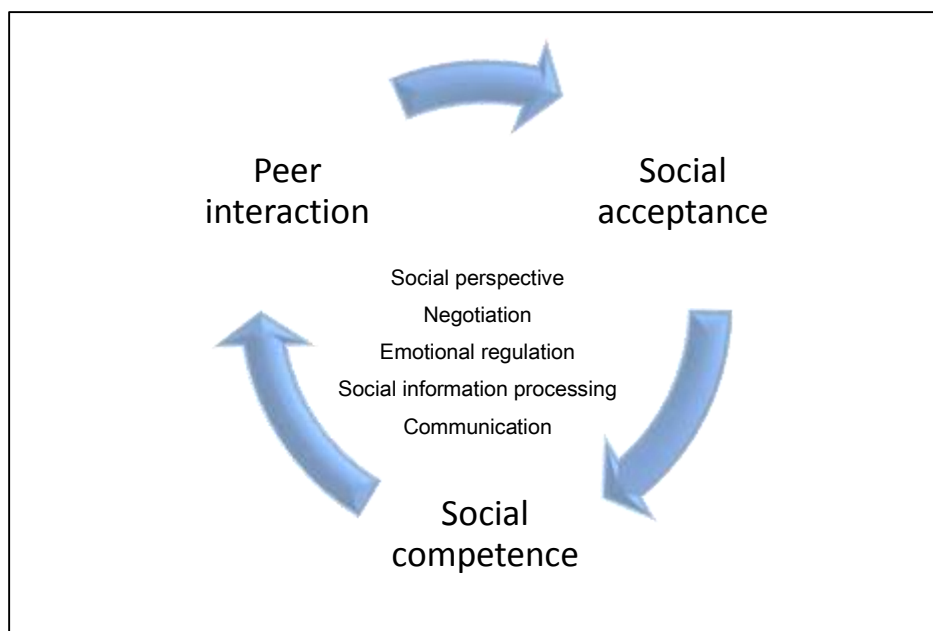 Peer
interaction
Social
acceptance
Social perspective
Negotiation
Emotional regulation
Social information processing
Communication
Social
competence